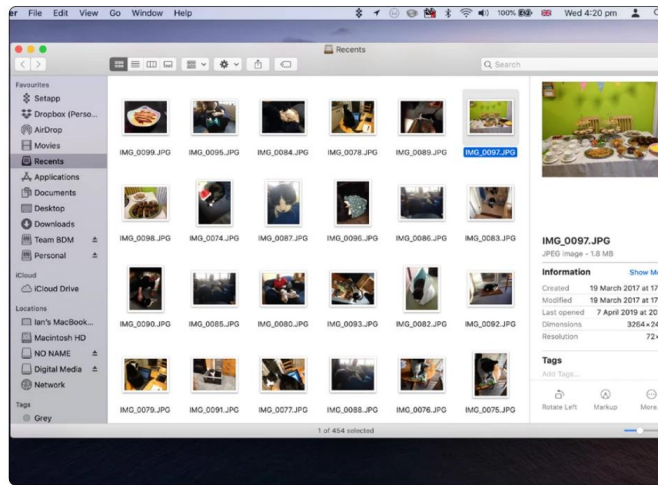 er File Edit View Go Window Help 100% Wed 4:20 pm
Recents
Search
Favourites
Setapp
Dropbox (Perso...
AirDrop
Movies
Recents
Applications
Documents
Desktop
Downloads
Team BDM
Personal
iCloud
iCloud Drive
Locations
Ian's MacBook...
Macintosh HD
NO NAME
Digital Media
Network
Tags
Grey
IMG_0099.JPG IMG_0095.JPG IMG_0084.JPG IMG_0078.JPG IMG_0089.JPG IMG_0097.JPG
IMG_0098.JPG IMG_0074.JPG IMG_0087.JPG IMG_0096.JPG IMG_0086.JPG IMG_0083.JPG
IMG_0090.JPG IMG_0085.JPG IMG_0080.JPG IMG_0093.JPG IMG_0082.JPG IMG_0092.JPG
IMG_0079.JPG IMG_0091.JPG IMG_0077.JPG IMG_0088.JPG IMG_0076.JPG IMG_0075.JPG
IMG_0097.JPG
JPEG image - 1.8 MB
Information Show Mo
Created 19 March 2017 at 17
Modified 19 March 2017 at 17
Last opened 7 April 2019 at 20
Dimensions 3264×24
Resolution 72×
Tags
Add Tags...
Rotate Left Markup More
1 of 454 selected